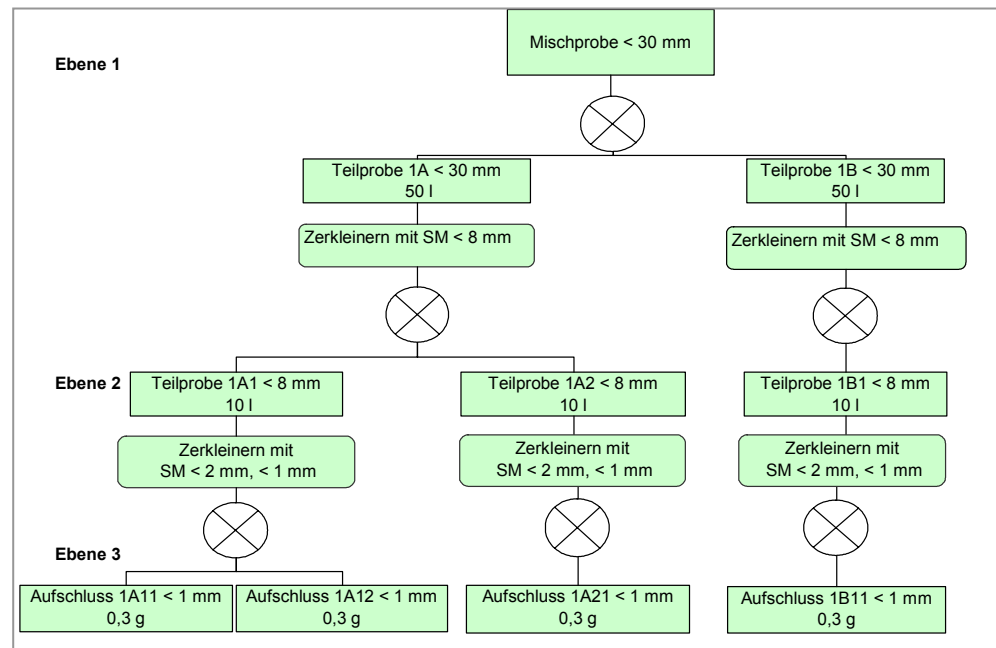 Mischprobe < 30 mm
Ebene 1
Teilprobe 1A < 30 mm
50 l
Teilprobe 1B < 30 mm
50 l
Zerkleinern mit SM < 8 mm
Zerkleinern mit SM < 8 mm
Ebene 2
Teilprobe 1A1 < 8 mm
10 l
Teilprobe 1A2 < 8 mm
10 l
Teilprobe 1B1 < 8 mm
10 l
Zerkleinern mit
SM < 2 mm, < 1 mm
Zerkleinern mit
SM < 2 mm, < 1 mm
Zerkleinern mit
SM < 2 mm, < 1 mm
Ebene 3
Aufschluss 1A11 < 1 mm
0,3 g
Aufschluss 1A12 < 1 mm
0,3 g
Aufschluss 1A21 < 1 mm
0,3 g
Aufschluss 1B11 < 1 mm
0,3 g